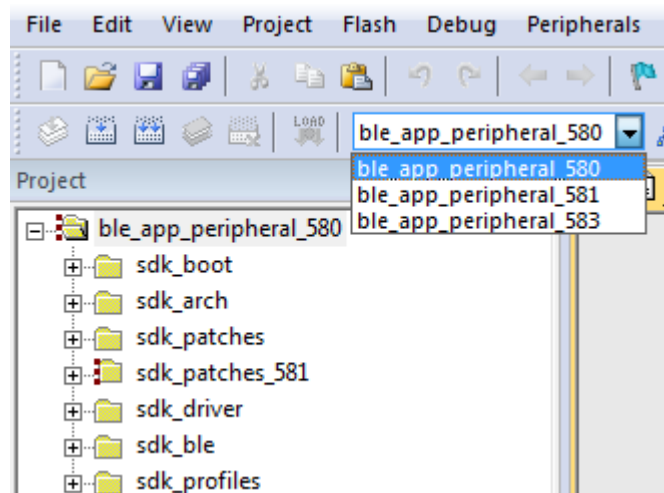 File Edit View Project Flash Debug Peripherals
LOAD
ble_app_peripheral_580
ble_app_peripheral_580
ble_app_peripheral_581
ble_app_peripheral_583
Project
ble_app_peripheral_580
sdk_boot
sdk_arch
sdk_patches
sdk_patches_581
sdk_driver
sdk_ble
sdk_profiles